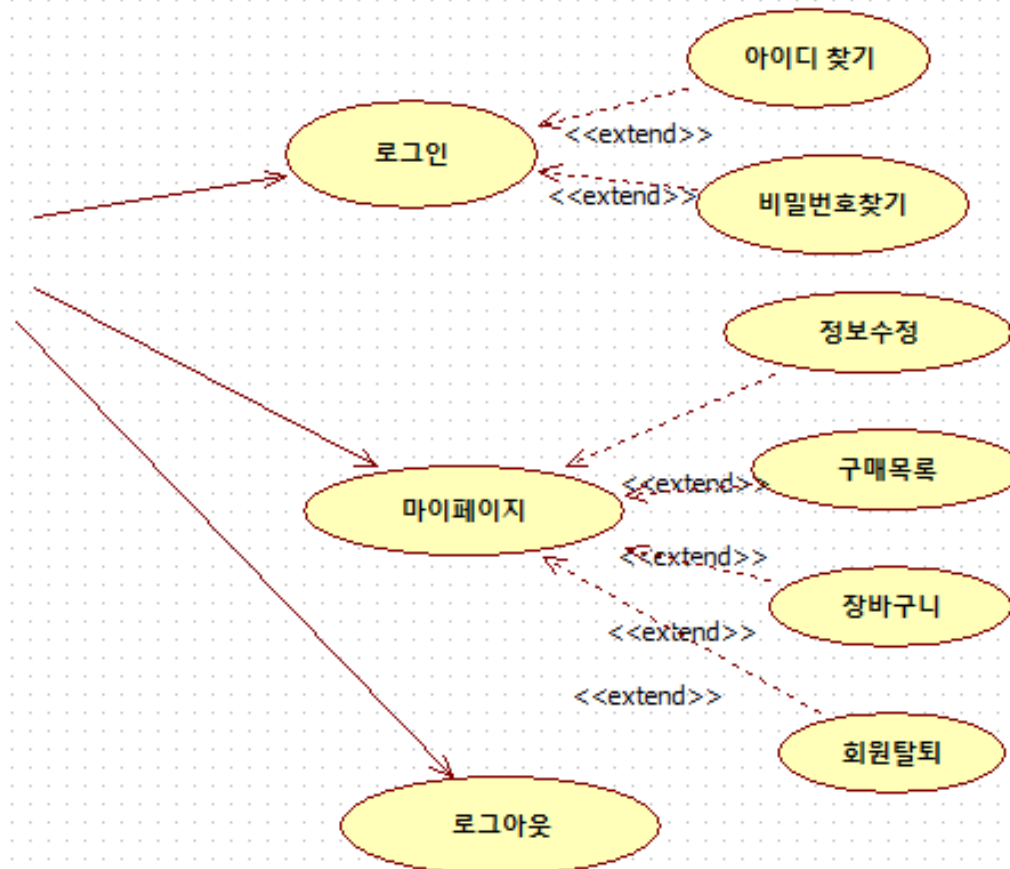 아이디 찾기
<<extend>>
로그인
<<extend>>
비밀번호찾기
정보수정
구매목록
<<extend>>
마이페이지
<<extend>>
장바구니
<<extend>>
<<extend>>
회원탈퇴
로그아웃